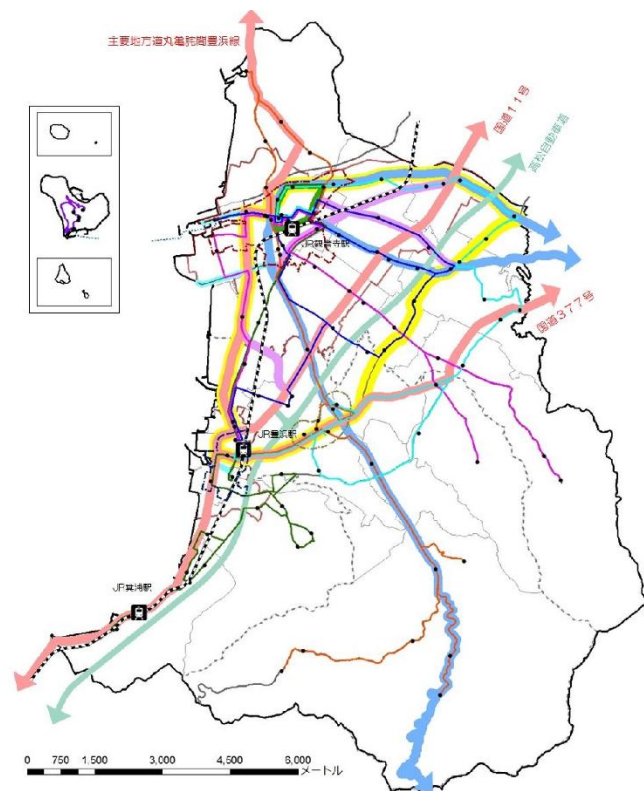 主要地方道丸亀詫間豊浜線
国道11号
高松自動車道
JR観音寺駅
国道377号
JR豊浜駅
JR箕浦駅
0 750 1,500 3,000 4,500 6,000
メートル